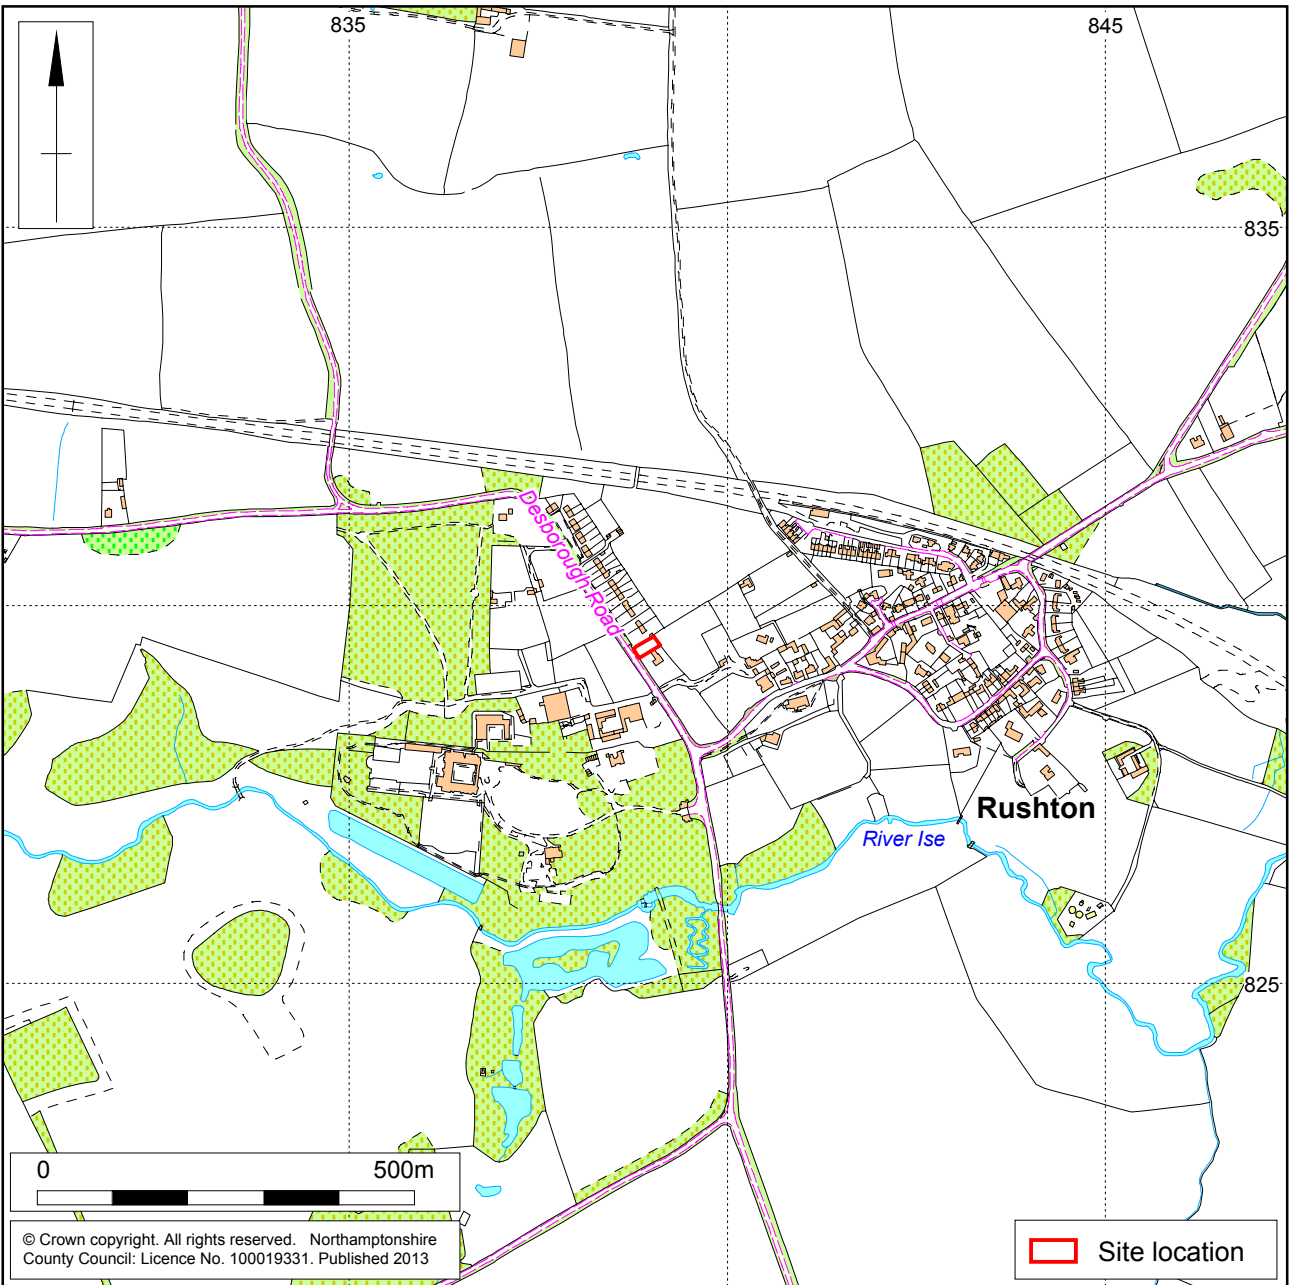 835
845
835
Desborough Road
Rushton
River Ise
825
0 500m
© Crown copyright. All rights reserved. Northamptonshire
County Council: Licence No. 100019331. Published 2013
Site location